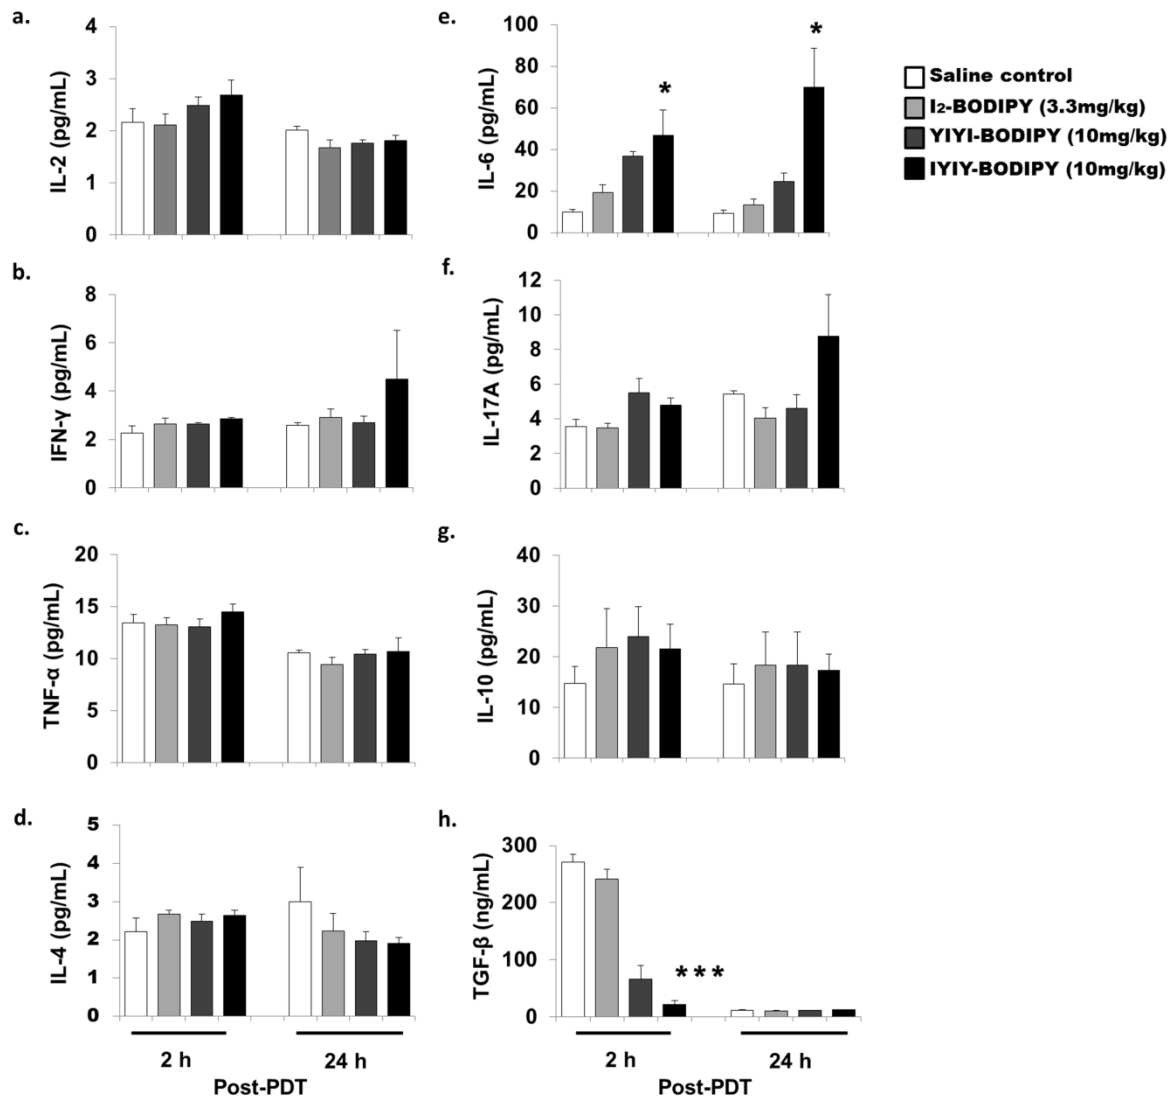 a.
IL-2 (pg/mL)
4
3
2
1
0
b.
IFN-γ (pg/mL)
8
6
4
2
0
c.
TNF-α (pg/mL)
20
15
10
5
0
d.
IL-4 (pg/mL)
5
4
3
2
1
0
2 h
24 h
Post-PDT
e.
IL-6 (pg/mL)
100
80
60
40
20
0
*
*
f.
IL-17A (pg/mL)
12
10
8
6
4
2
0
g.
IL-10 (pg/mL)
40
30
20
10
0
h.
TGF-β (ng/mL)
300
200
100
0
***
2 h
24 h
Post-PDT
Saline control
I₂-BODIPY (3.3mg/kg)
YIYI-BODIPY (10mg/kg)
IYIY-BODIPY (10mg/kg)